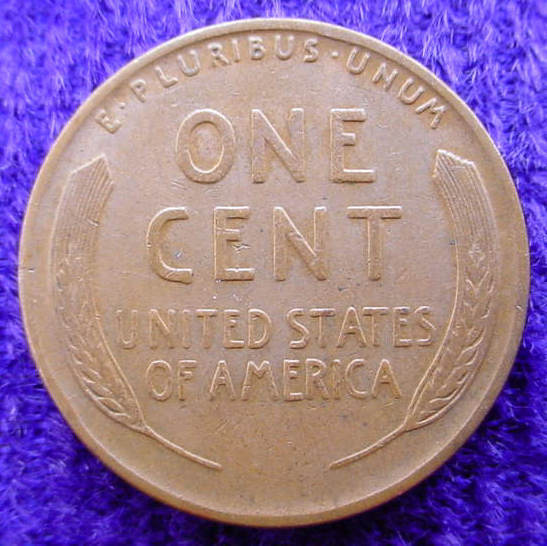 E·PLURIBUS·UNUM
ONE
CENT
UNITED STATES
OF AMERICA